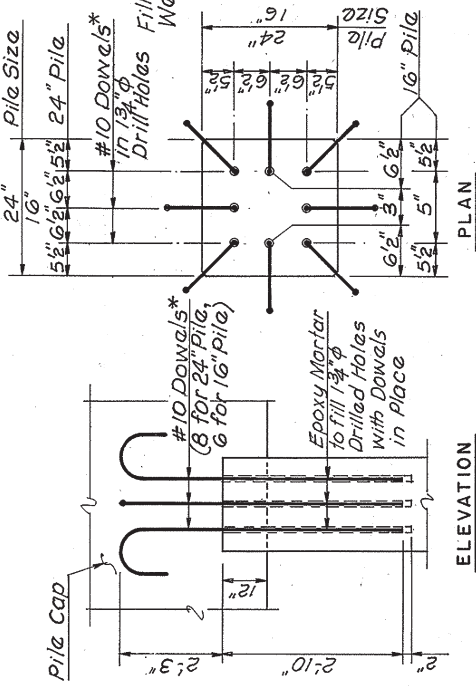 Pile Size
24"
16"
24" Pile
5½" 6½" 6½" 5½"
#10 Dowels*
in 1¾ φ
Drill Holes
Fill
We
Pile
Size
24"
16"
5½" 6½" 6½" 5½"
16" Pile
6½" 3" 6½"
5½" 5" 5½"
PLAN
Pile Cap
#10 Dowels*
(8 for 24" Pile,
6 for 16" Pile)
Epoxy Mortar
to fill 1¾" φ
Drilled Holes
with Dowels
in Place
12"
2'-3"
2'-10"
2"
ELEVATION